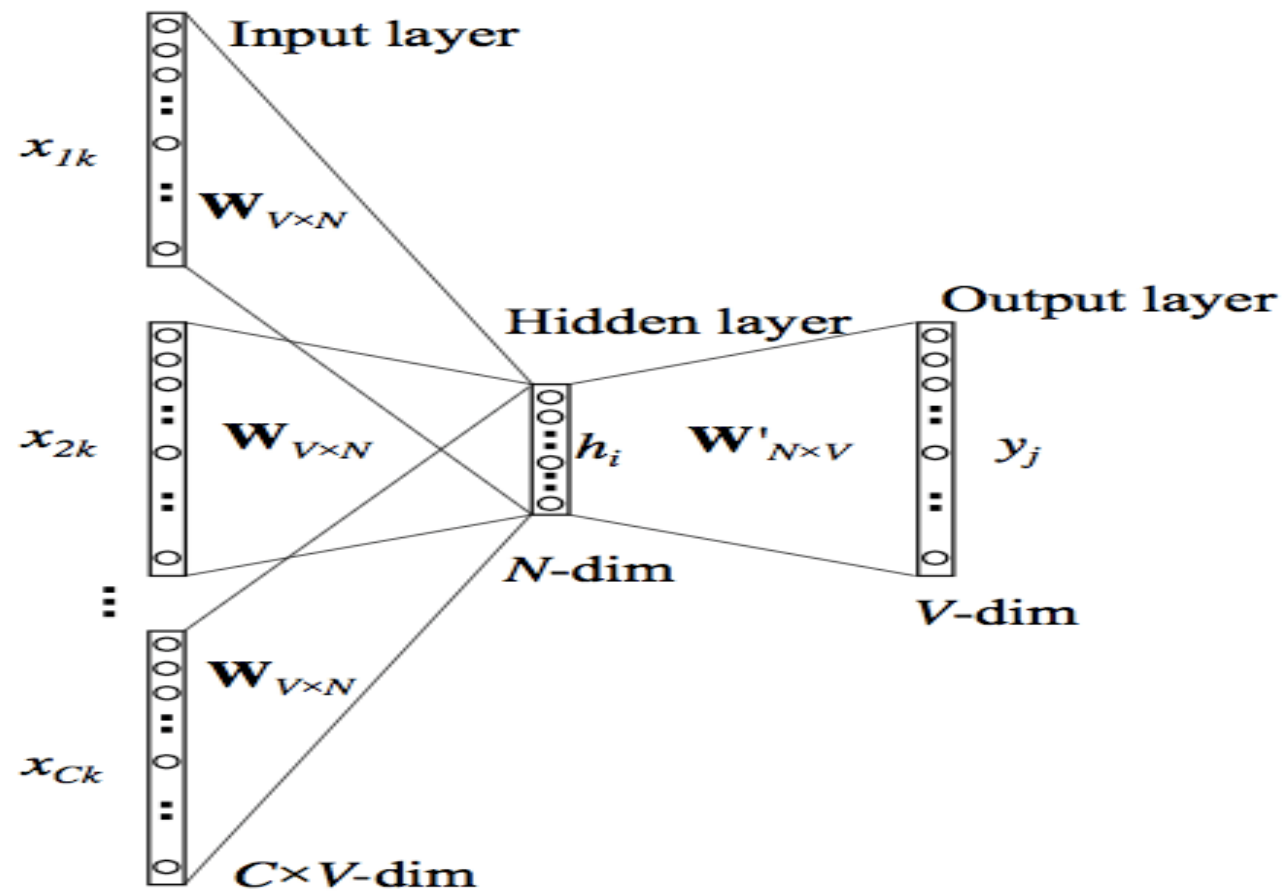 Input layer
x1k
WV×N
Hidden layer
Output layer
x2k
WV×N
hi
W'N×V
yj
N-dim
V-dim
WV×N
xCk
C×V-dim